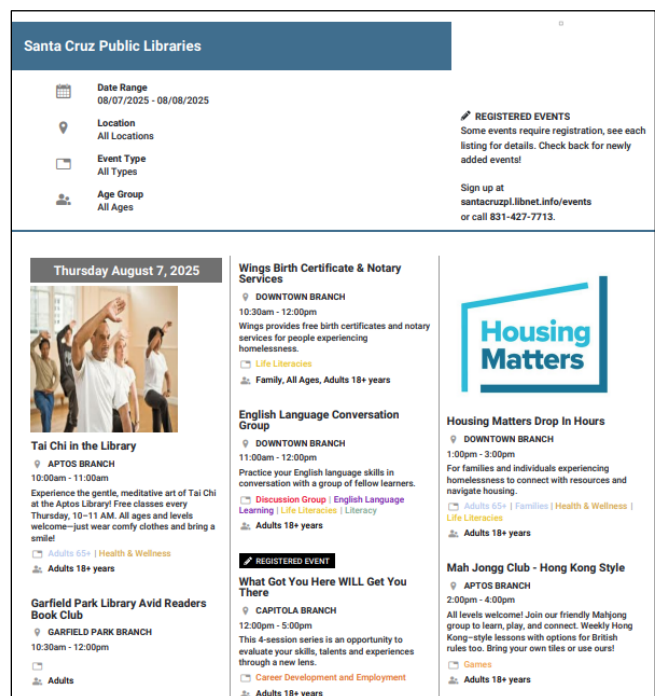 Santa Cruz Public Libraries
Date Range
08/07/2025 - 08/08/2025
Location
All Locations
Event Type
All Types
Age Group
All Ages
REGISTERED EVENTS
Some events require registration, see each
listing for details. Check back for newly
added events!
Sign up at
santacruzpl.libnet.info/events
or call 831-427-7713.
Thursday August 7, 2025
Tai Chi in the Library
APTOS BRANCH
10:00am - 11:00am
Experience the gentle, meditative art of Tai Chi
at the Aptos Library! Free classes every
Thursday, 10–11 AM. All ages and levels
welcome—just wear comfy clothes and bring a
smile!
Adults 65+ | Health & Wellness
Adults 18+ years
Garfield Park Library Avid Readers
Book Club
GARFIELD PARK BRANCH
10:30am - 12:00pm
Adults
Wings Birth Certificate & Notary
Services
DOWNTOWN BRANCH
10:30am - 12:00pm
Wings provides free birth certificates and notary
services for people experiencing
homelessness.
Life Literacies
Family, All Ages, Adults 18+ years
English Language Conversation
Group
DOWNTOWN BRANCH
11:00am - 12:00pm
Practice your English language skills in
conversation with a group of fellow learners.
Discussion Group | English Language
Learning | Life Literacies | Literacy
Adults 18+ years
REGISTERED EVENT
What Got You Here WILL Get You
There
CAPITOLA BRANCH
12:00pm - 5:00pm
This 4-session series is an opportunity to
evaluate your skills, talents and experiences
through a new lens.
Career Development and Employment
Adults 18+ years
Housing
Matters
Housing Matters Drop In Hours
DOWNTOWN BRANCH
1:00pm - 3:00pm
For families and individuals experiencing
homelessness to connect with resources and
navigate housing.
Adults 65+ | Families | Health & Wellness |
Life Literacies
Adults 18+ years
Mah Jongg Club - Hong Kong Style
APTOS BRANCH
2:00pm - 4:00pm
All levels welcome! Join our friendly Mahjong
group to learn, play, and connect. Weekly Hong
Kong–style lessons with options for British
rules too. Bring your own tiles or use ours!
Games
Adults 18+ years